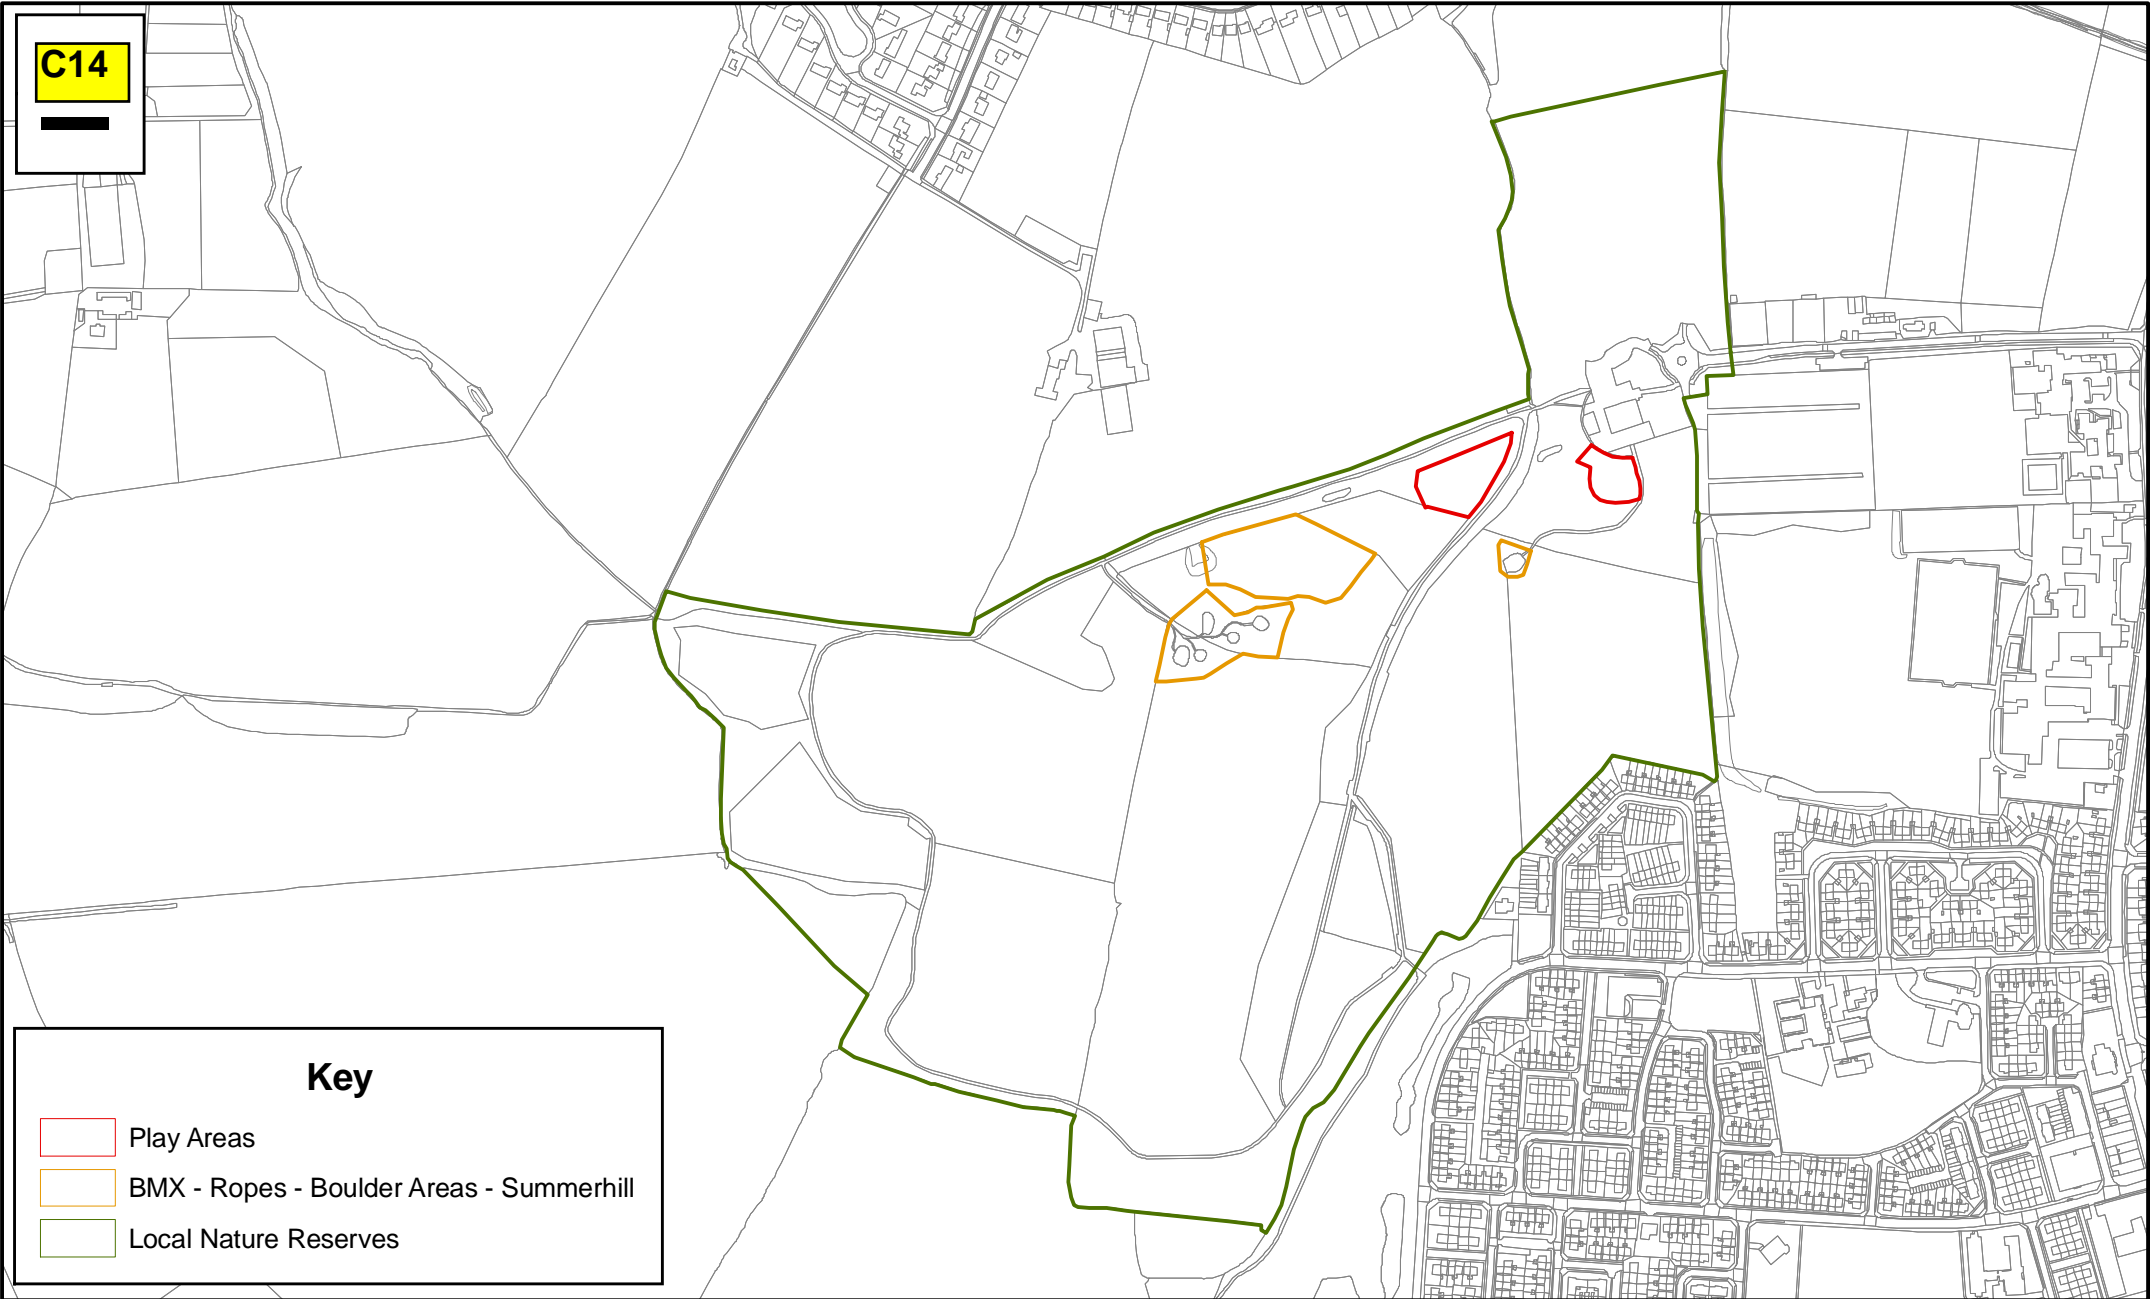 C14
Key
Play Areas
BMX - Ropes - Boulder Areas - Summerhill
Local Nature Reserves